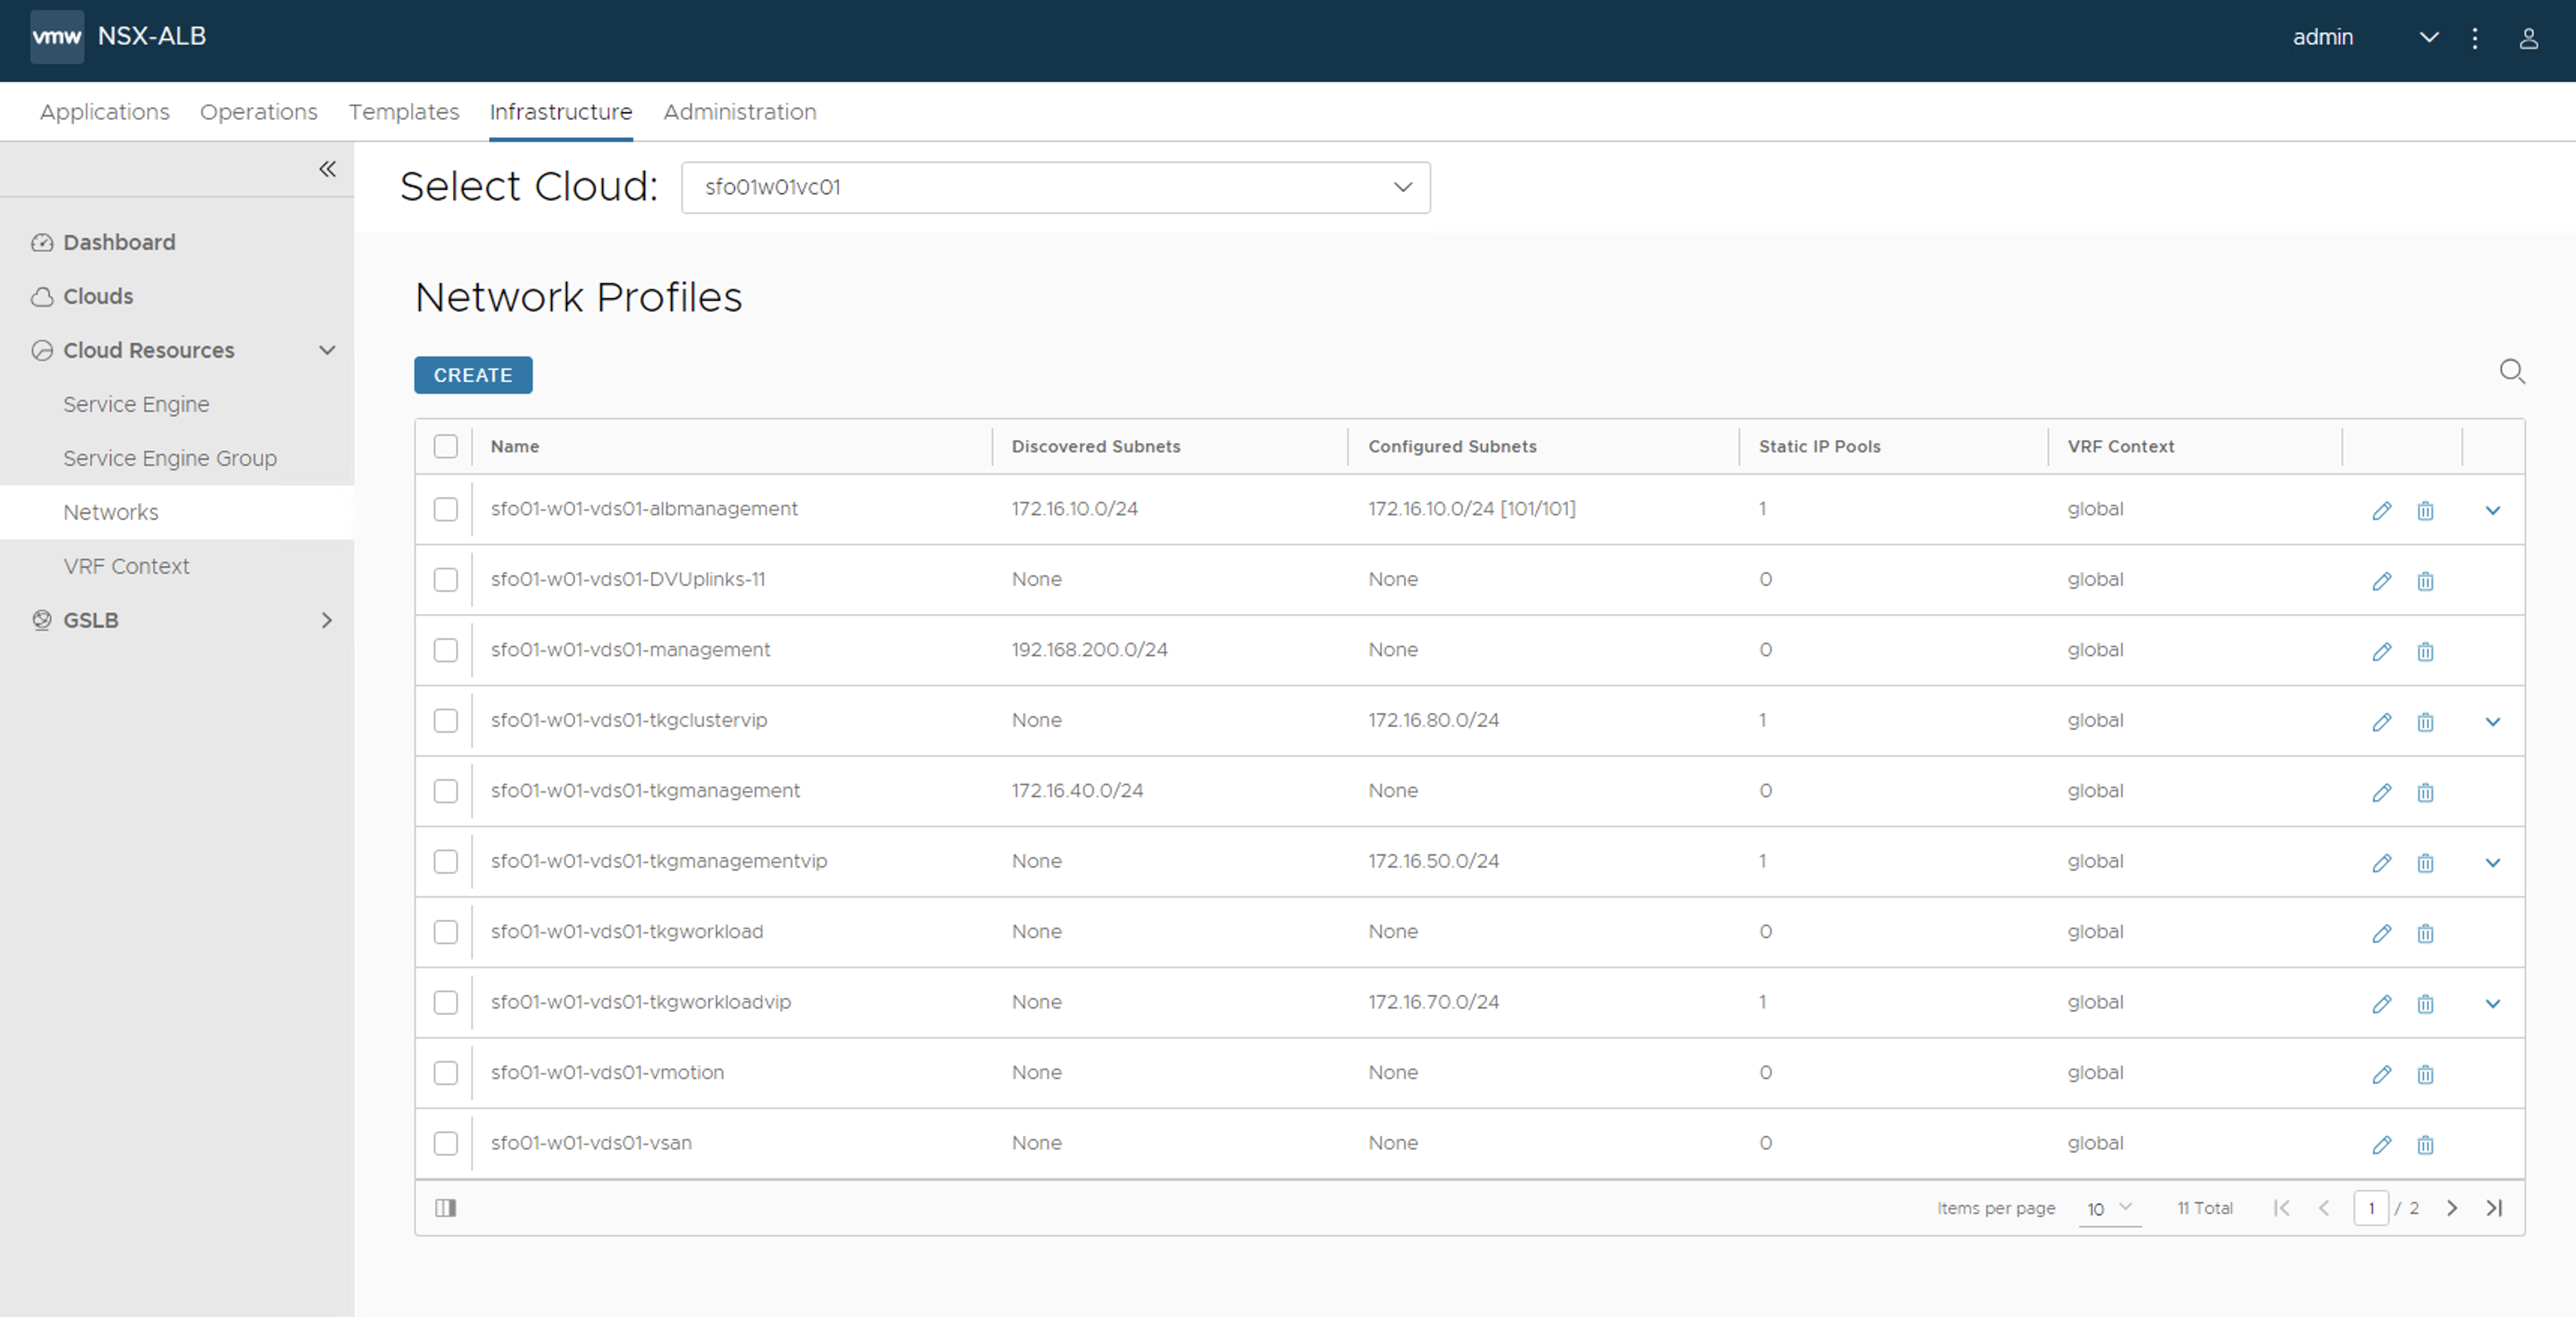 vmw NSX-ALB admin
Applications Operations Templates Infrastructure Administration
Select Cloud: sfo01w01vc01
Dashboard
Clouds
Cloud Resources
Service Engine
Service Engine Group
Networks
VRF Context
GSLB
Network Profiles
CREATE
Name Discovered Subnets Configured Subnets Static IP Pools VRF Context
sfo01-w01-vds01-albmanagement 172.16.10.0/24 172.16.10.0/24 [101/101] 1 global
sfo01-w01-vds01-DVUplinks-11 None None 0 global
sfo01-w01-vds01-management 192.168.200.0/24 None 0 global
sfo01-w01-vds01-tkgclustervip None 172.16.80.0/24 1 global
sfo01-w01-vds01-tkgmanagement 172.16.40.0/24 None 0 global
sfo01-w01-vds01-tkgmanagementvip None 172.16.50.0/24 1 global
sfo01-w01-vds01-tkgworkload None None 0 global
sfo01-w01-vds01-tkgworkloadvip None 172.16.70.0/24 1 global
sfo01-w01-vds01-vmotion None None 0 global
sfo01-w01-vds01-vsan None None 0 global
Items per page 10 11 Total 1 / 2